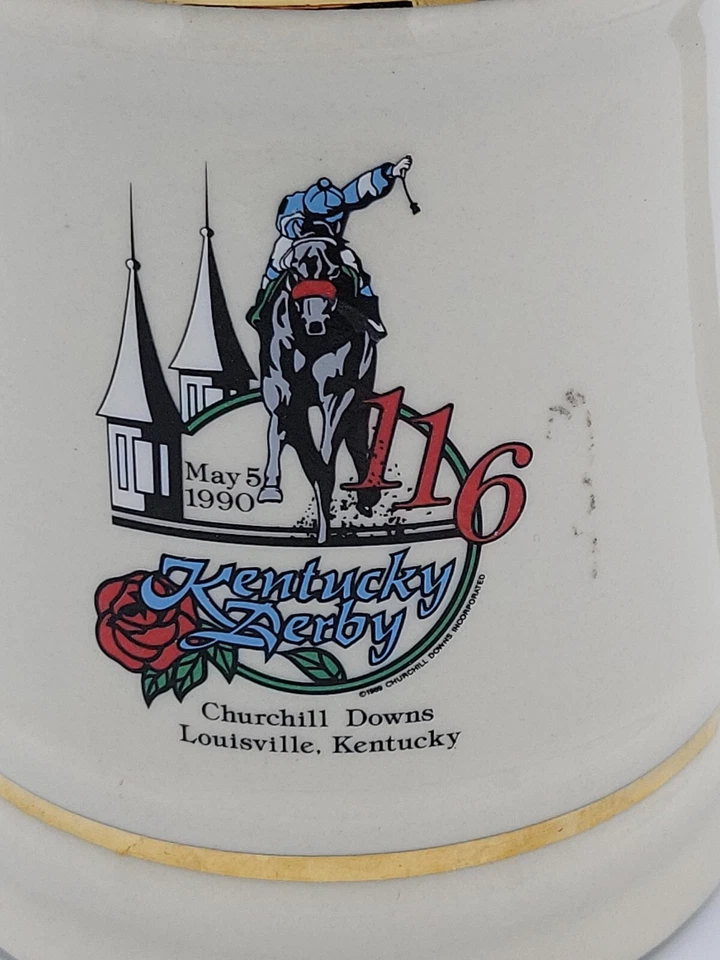 May 5
1990
116
Kentucky
Derby
©1989 CHURCHILL DOWNS INCORPORATED
Churchill Downs
Louisville, Kentucky